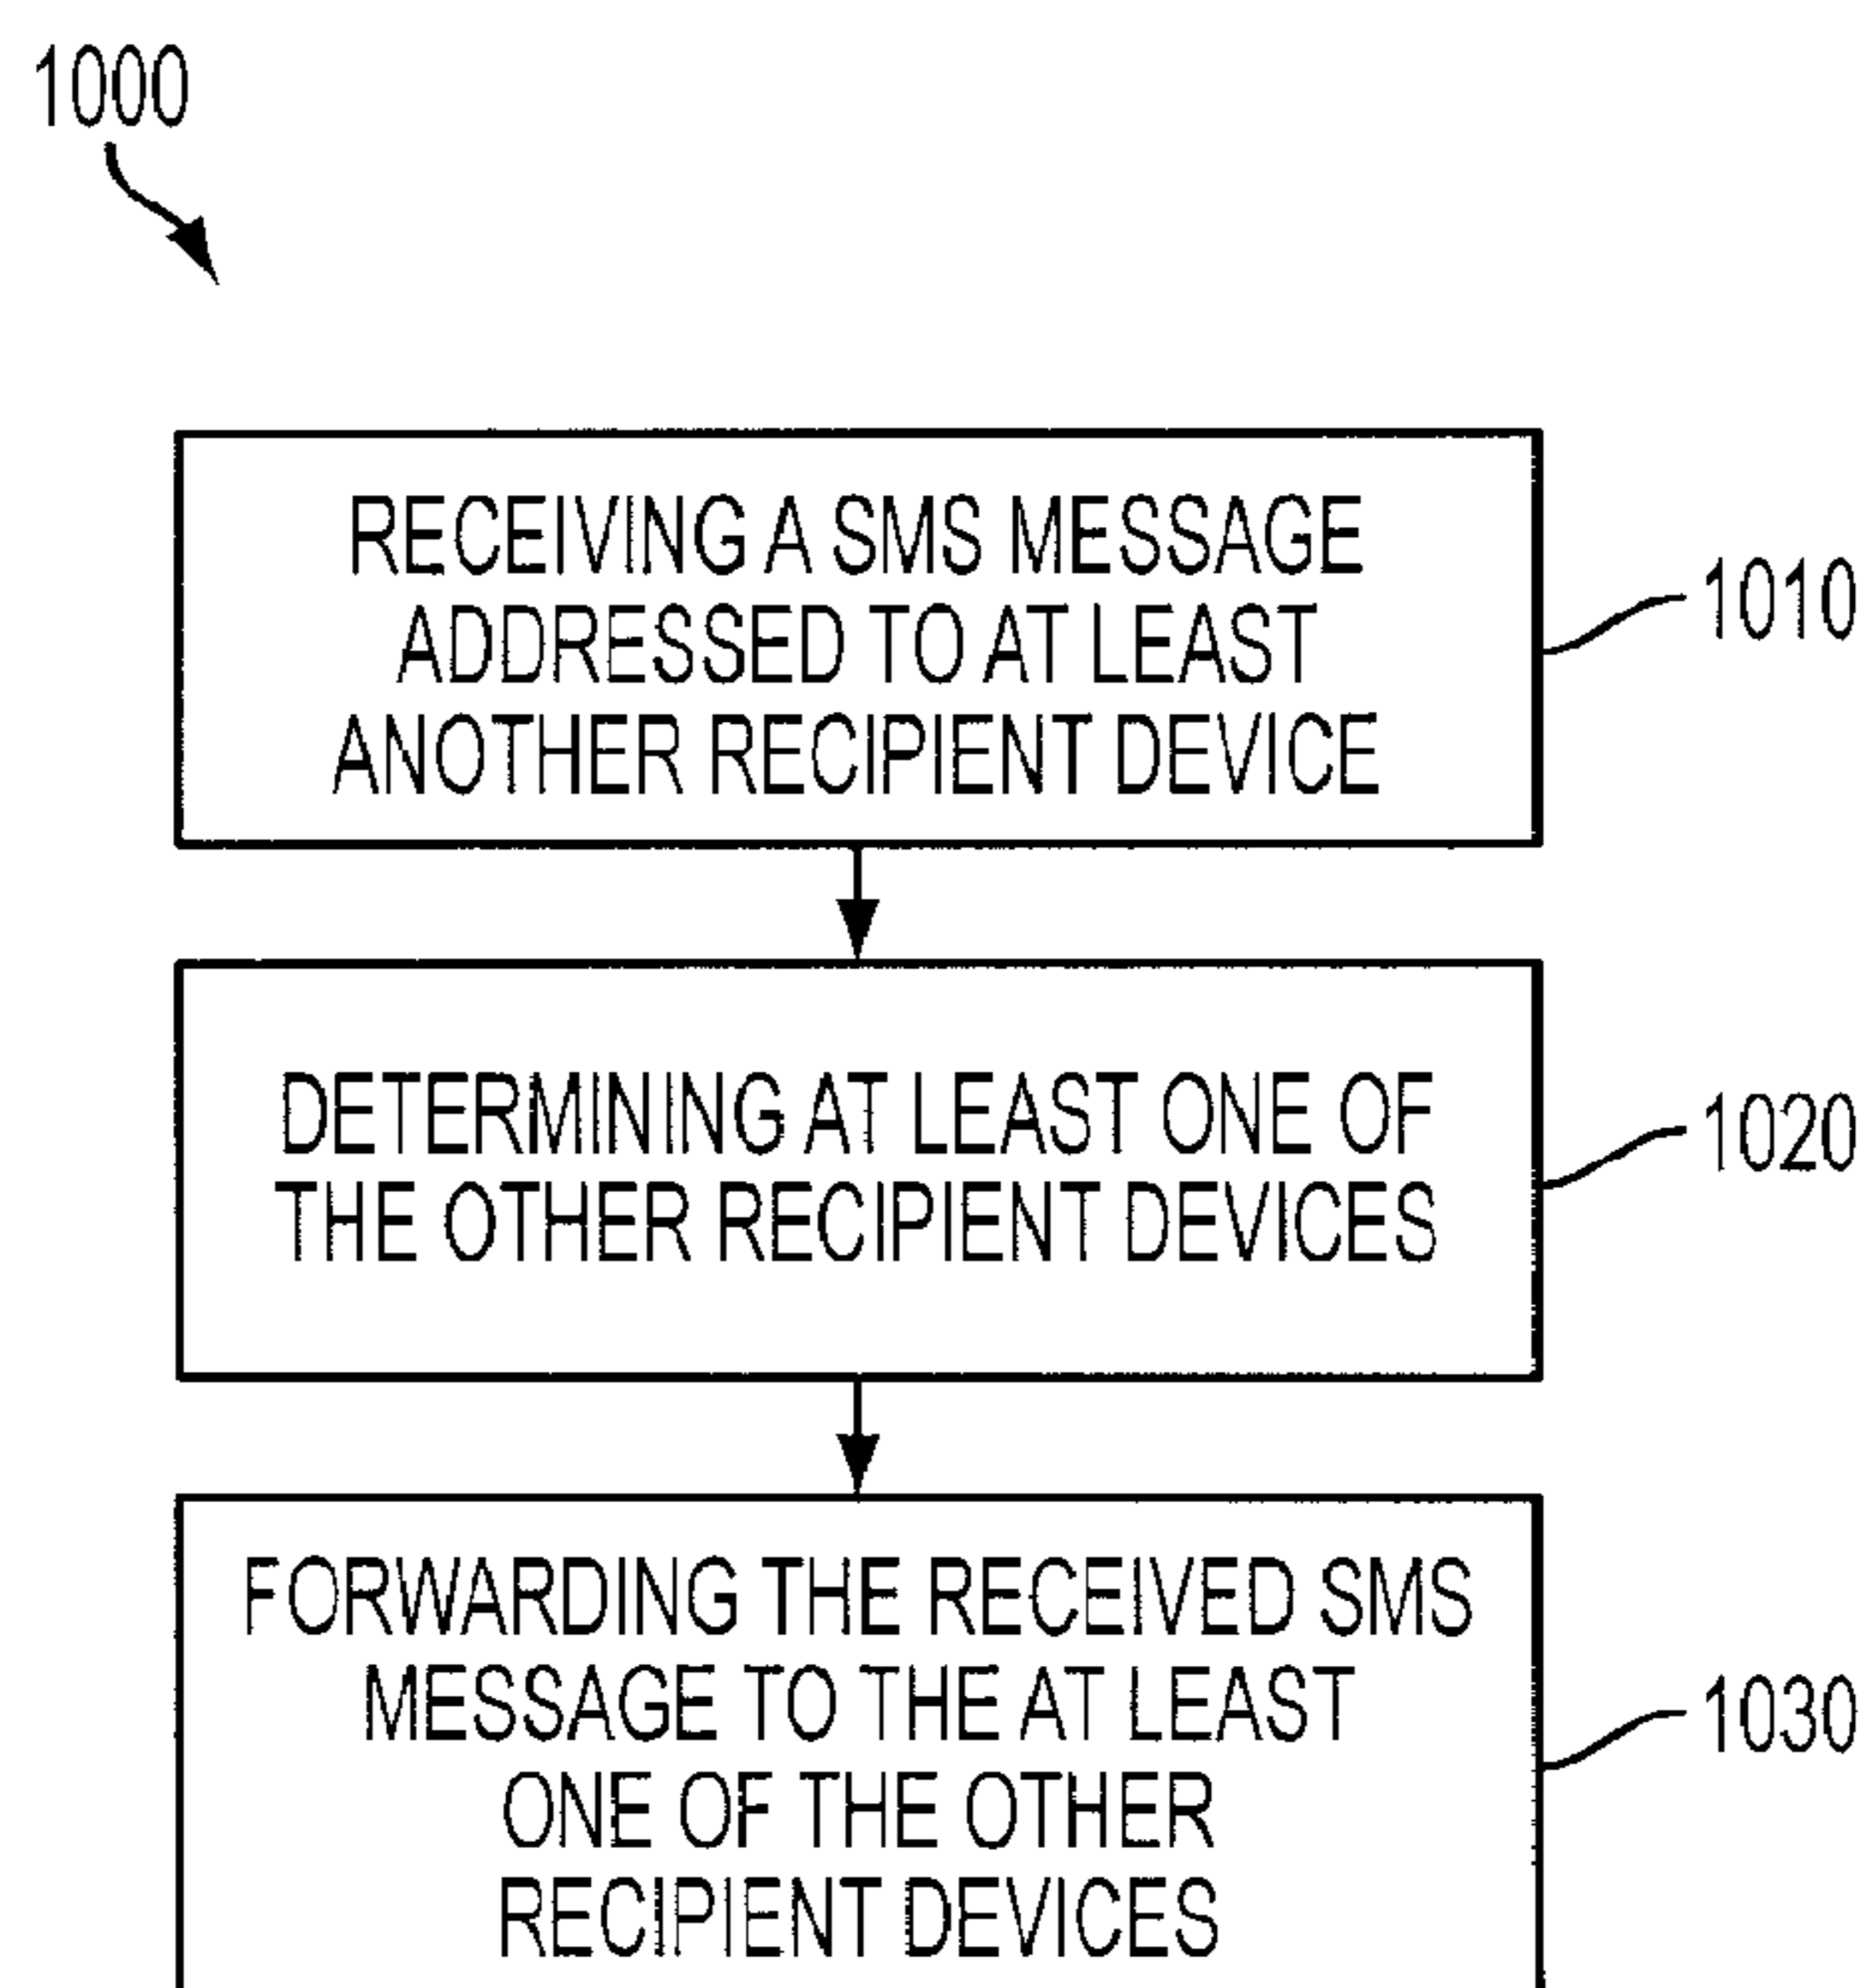 1000
RECEIVING A SMS MESSAGE
ADDRESSED TO AT LEAST
ANOTHER RECIPIENT DEVICE
1010
DETERMINING AT LEAST ONE OF
THE OTHER RECIPIENT DEVICES
1020
FORWARDING THE RECEIVED SMS
MESSAGE TO THE AT LEAST
ONE OF THE OTHER
RECIPIENT DEVICES
1030